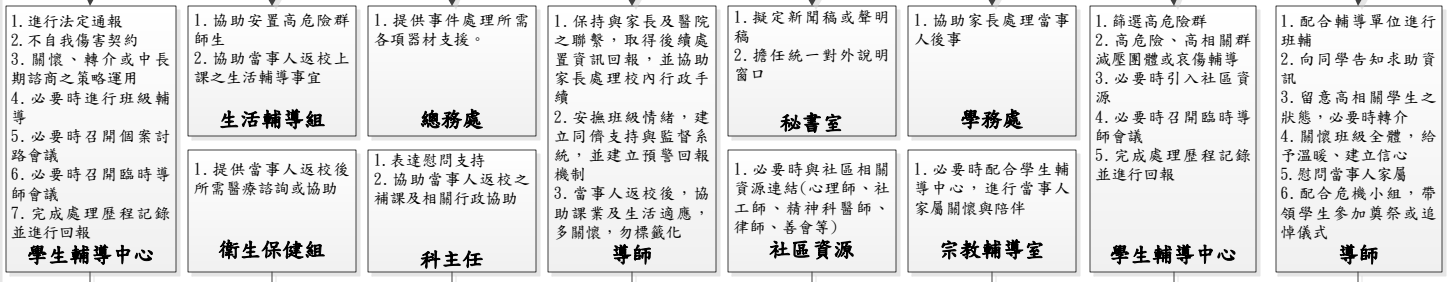 1.進行法定通報
2.不自我傷害契約
3.關懷、轉介或中長
期諮商之策略運用
4.必要時進行班級輔
導
5.必要時召開個案討
路會議
6.必要時召開臨時導
師會議
7.完成處理歷程記錄
並進行回報
學生輔導中心
1.協助安置高危險群
師生
2.協助當事人返校上
課之生活輔導事宜
生活輔導組
1.提供當事人返校後
所需醫療諮詢或協助
衛生保健組
1.提供事件處理所需
各項器材支援。
總務處
1.表達慰問支持
2.協助當事人返校之
補課及相關行政協助
科主任
1.保持與家長及醫院
之聯繫，取得後續處
置資訊回報，並協助
家長處理校內行政手
續
2.安撫班級情緒，建
立同儕支持與監督系
統，並建立預警回報
機制
3.當事人返校後，協
助課業及生活適應，
多關懷，勿標籤化
導師
1.擬定新聞稿或聲明
稿
2.擔任統一對外說明
窗口
秘書室
1.必要時與社區相關
資源連結(心理師、社
工師、精神科醫師、
律師、善會等)
社區資源
1.協助家長處理當事
人後事
學務處
1.必要時配合學生輔
導中心，進行當事人
家屬關懷與陪伴
宗教輔導室
1.篩選高危險群
2.高危險、高相關群
減壓團體或哀傷輔導
3.必要時引入社區資
源
4.必要時召開臨時導
師會議
5.完成處理歷程記錄
並進行回報
學生輔導中心
1.配合輔導單位進行
班輔
2.向同學告知求助資
訊
3.留意高相關學生之
狀態，必要時轉介
4.關懷班級全體，給
予溫暖、建立信心
5.慰問當事人家屬
6.配合危機小組，帶
領學生參加奠祭或追
悼儀式
導師